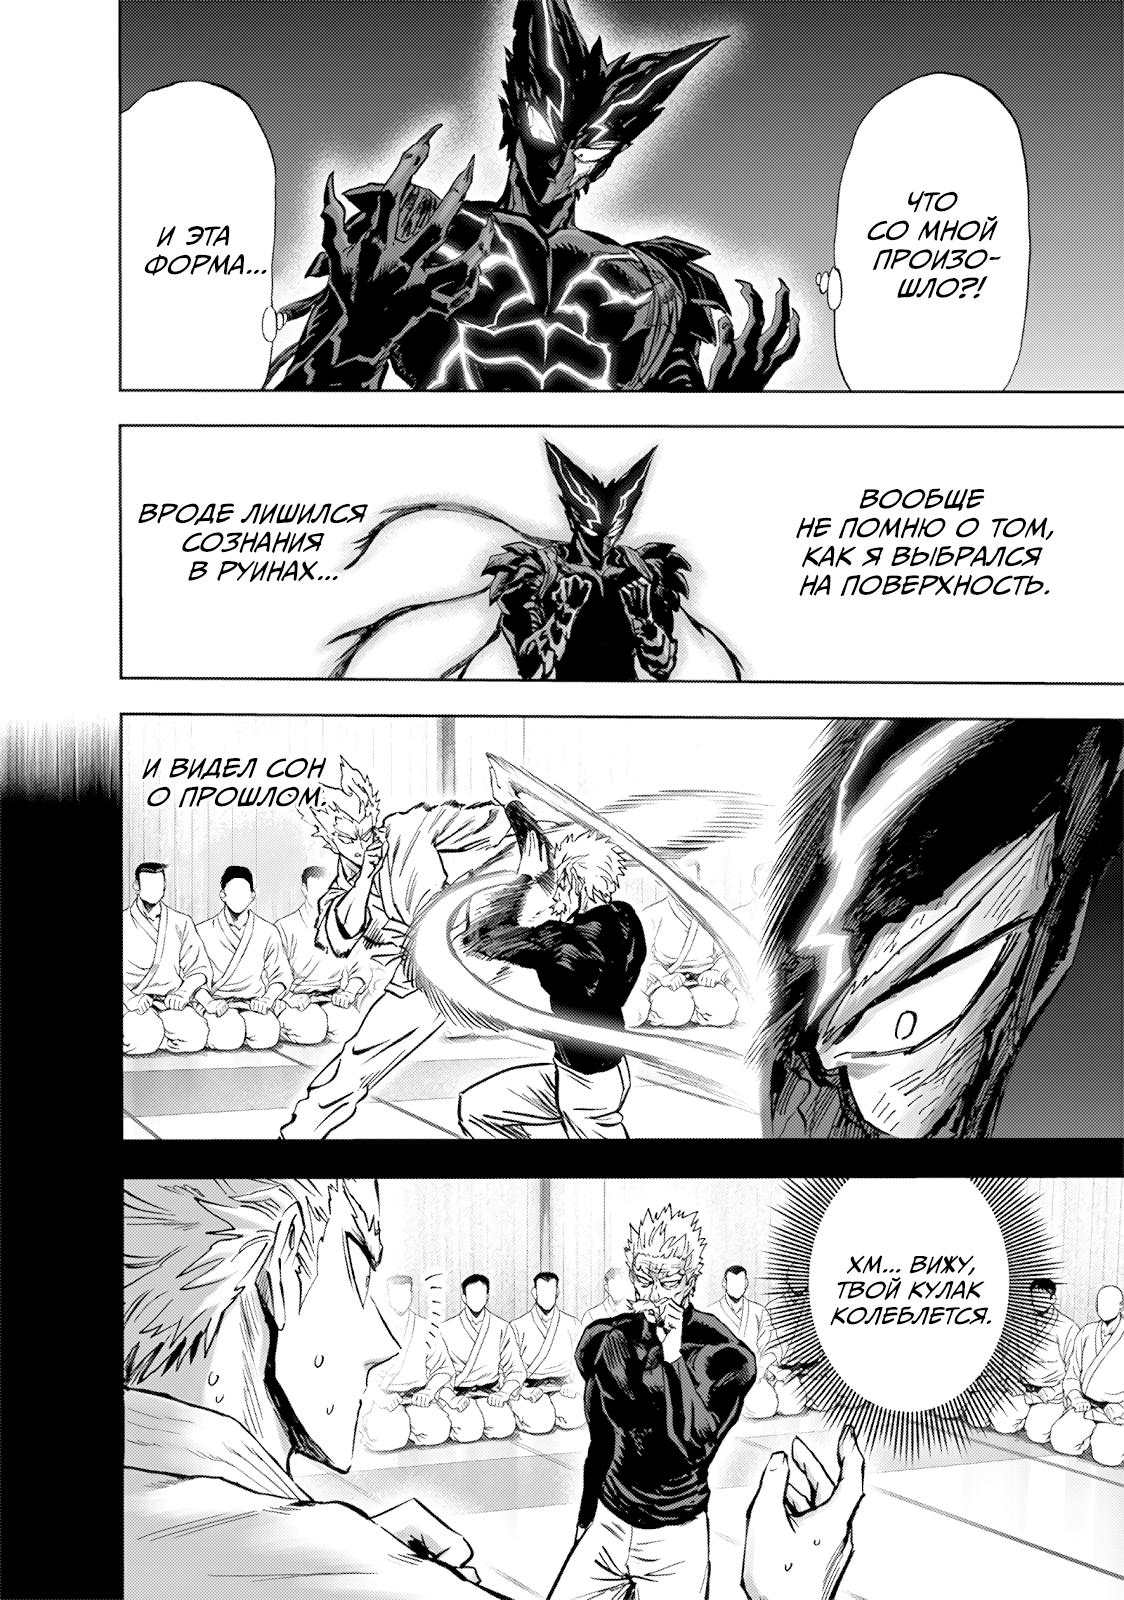 ЧТО
СО МНОЙ
ПРОИЗО-
ШЛО?!
И ЭТА
ФОРМА...
ВООБЩЕ
НЕ ПОМНЮ О ТОМ,
КАК Я ВЫБРАЛСЯ
НА ПОВЕРХНОСТЬ.
ВРОДЕ ЛИШИЛСЯ
СОЗНАНИЯ
В РУИНАХ...
И ВИДЕЛ СОН
О ПРОШЛОМ.
ХМ... ВИЖУ,
ТВОЙ КУЛАК
КОЛЕБЛЕТСЯ.